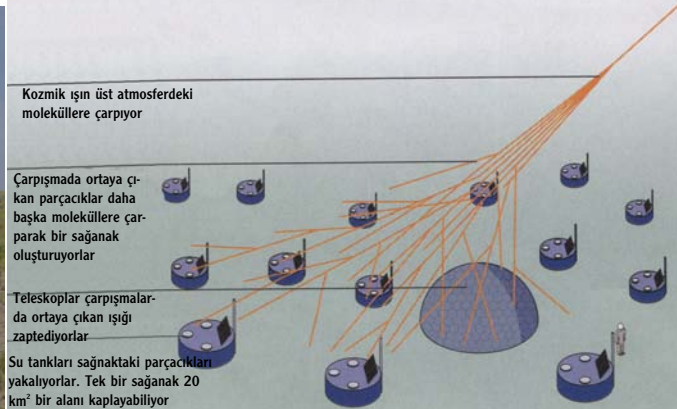 Kozmik ışın üst atmosferdeki
moleküllere çarpıyor
Çarpışmada ortaya çı-
kan parçacıklar daha
başka moleküllere çar-
parak bir sağanak
oluşturuyorlar
Teleskoplar çarpışmalar-
da ortaya çıkan ışığı
zaptediyorlar
Su tankları sağnaktaki parçacıkları
yakalıyorlar. Tek bir sağanak 20
km² bir alanı kaplayabiliyor